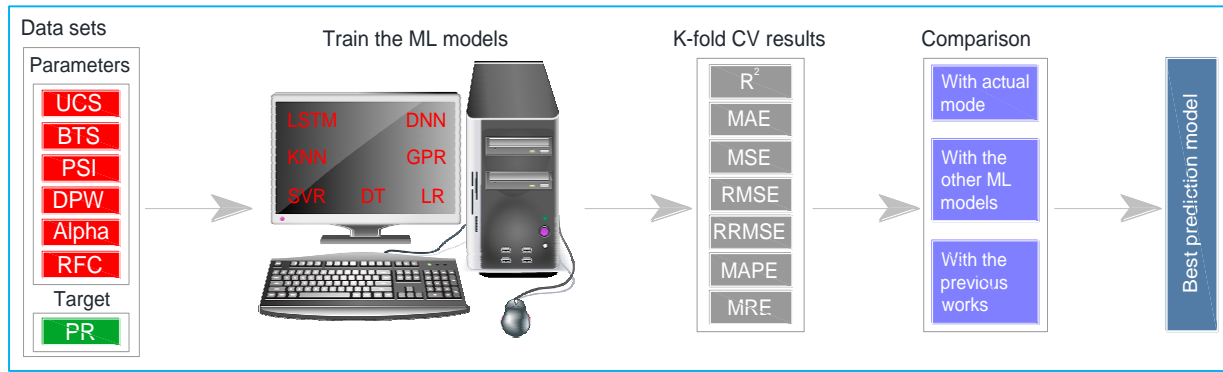 Data sets
Parameters
UCS
BTS
PSI
DPW
Alpha
RFC
Target
PR
Train the ML models
LSTM DNN
KNN GPR
SVR DT LR
K-fold CV results
R²
MAE
MSE
RMSE
RRMSE
MAPE
MRE
Comparison
With actual
mode
With the
other ML
models
With the
previous
works
Best prediction model